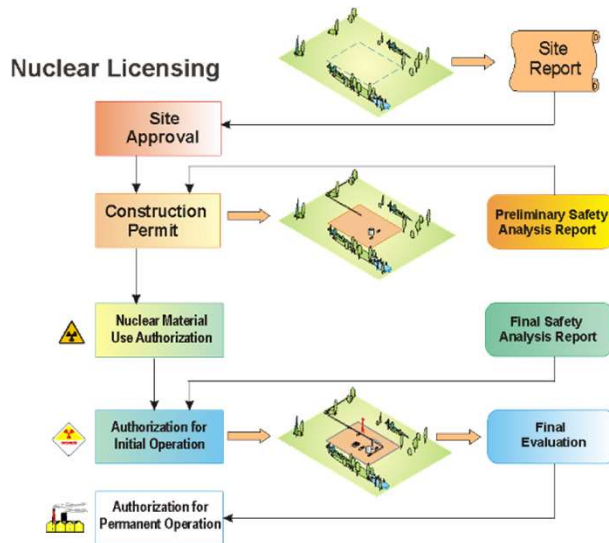 Nuclear Licensing
Site
Report
Site
Approval
Construction
Permit
Preliminary Safety
Analysis Report
Nuclear Material
Use Authorization
Final Safety
Analysis Report
Authorization for
Initial Operation
Final
Evaluation
Authorization for
Permanent Operation